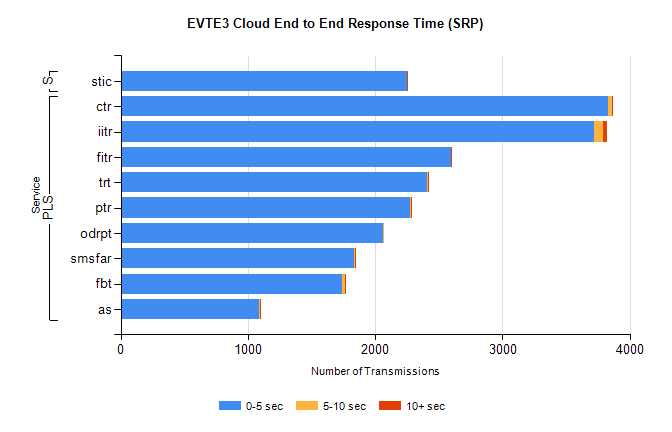 EVTE3 Cloud End to End Response Time (SRP)
Service
S
PLS
stic
ctr
iitr
fitr
trt
ptr
odrpt
smsfar
fbt
as
0 1000 2000 3000 4000
Number of Transmissions
0-5 sec 5-10 sec 10+ sec